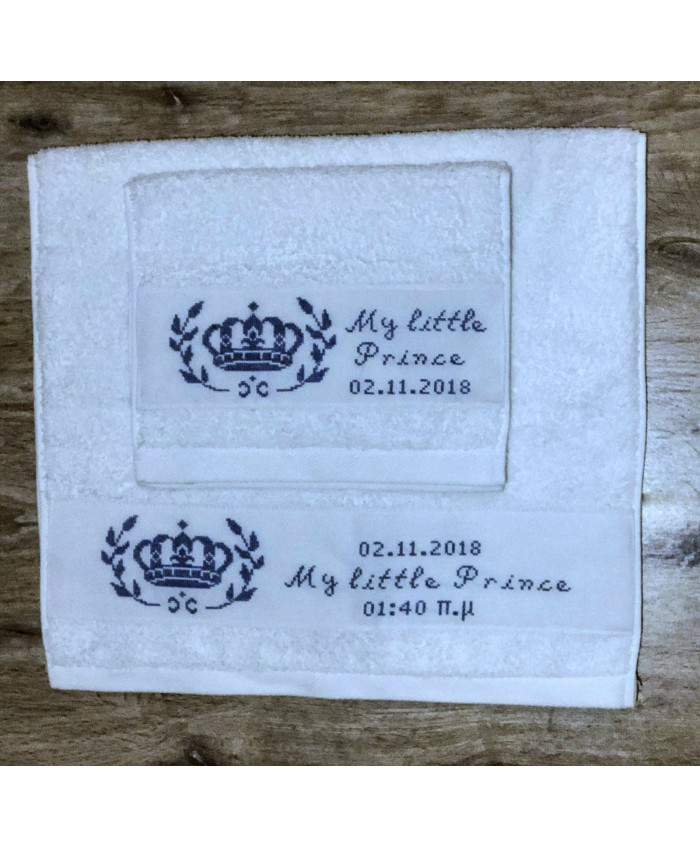 My little
Prince
02.11.2018
02.11.2018
My little Prince
01:40 π.μ